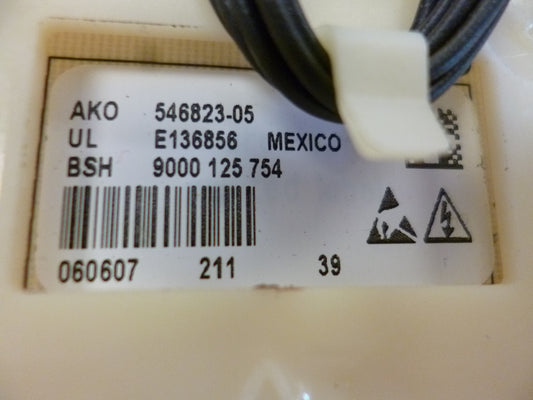 AKO 546823-05
UL E136856 MEXICO
BSH 9000 125 754
060607 211 39